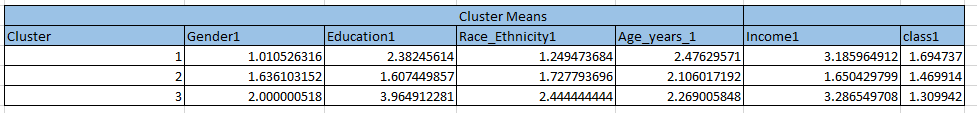 Cluster Means
Cluster Gender1 Education1 Race_Ethnicity1 Age_years_1 Income1 class1
1 1.010526316 2.38245614 1.249473684 2.47629571 3.185964912 1.694737
2 1.636103152 1.607449857 1.727793696 2.106017192 1.650429799 1.469914
3 2.000000518 3.964912281 2.444444444 2.269005848 3.286549708 1.309942